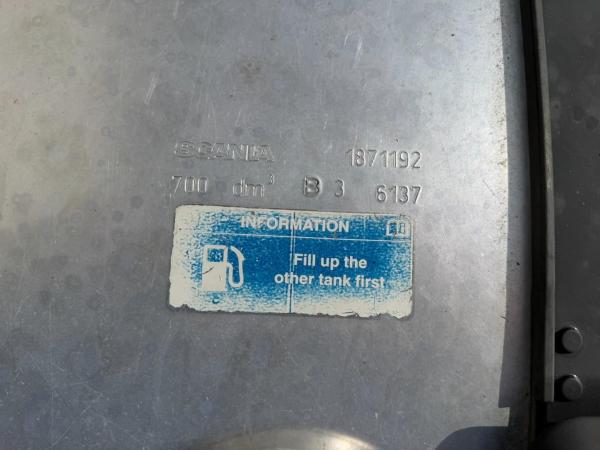 SCANIA 1871192
700 dm³ B 3 6137
INFORMATION
Fill up the
other tank first